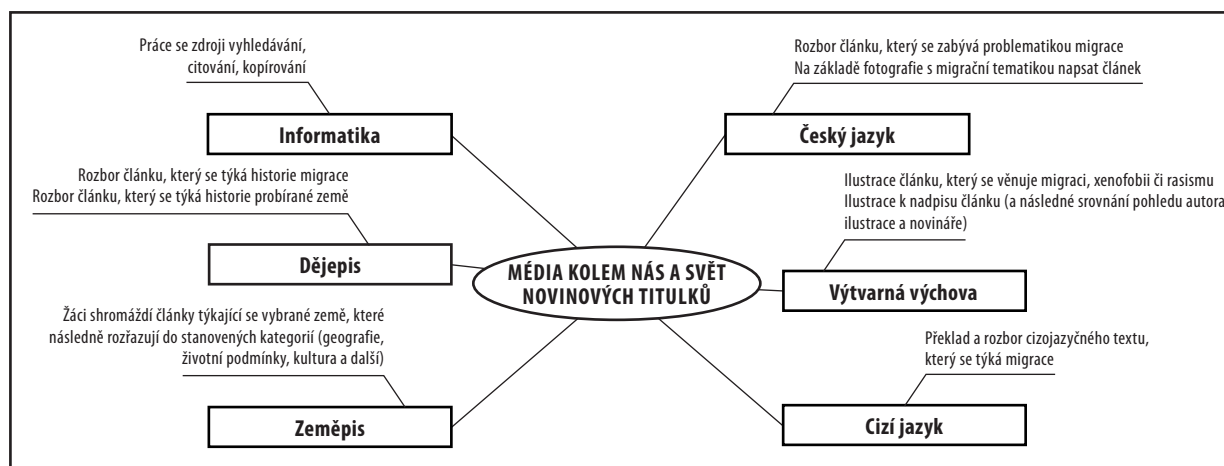 Práce se zdroji vyhledávání,
citování, kopírování
Informatika
Rozbor článku, který se zabývá problematikou migrace
Na základě fotografie s migrační tematikou napsat článek
Český jazyk
Rozbor článku, který se týká historie migrace
Rozbor článku, který se týká historie probírané země
Dějepis
Ilustrace článku, který se věnuje migraci, xenofobii či rasismu
Ilustrace k nadpisu článku (a následné srovnání pohledu autora
ilustrace a novináře)
Výtvarná výchova
MÉDIA KOLEM NÁS A SVĚT
NOVINOVÝCH TITULKŮ
Žáci shromáždí články týkající se vybrané země, které
následně rozřazují do stanovených kategorií (geografie,
životní podmínky, kultura a další)
Zeměpis
Překlad a rozbor cizojazyčného textu,
který se týká migrace
Cizí jazyk